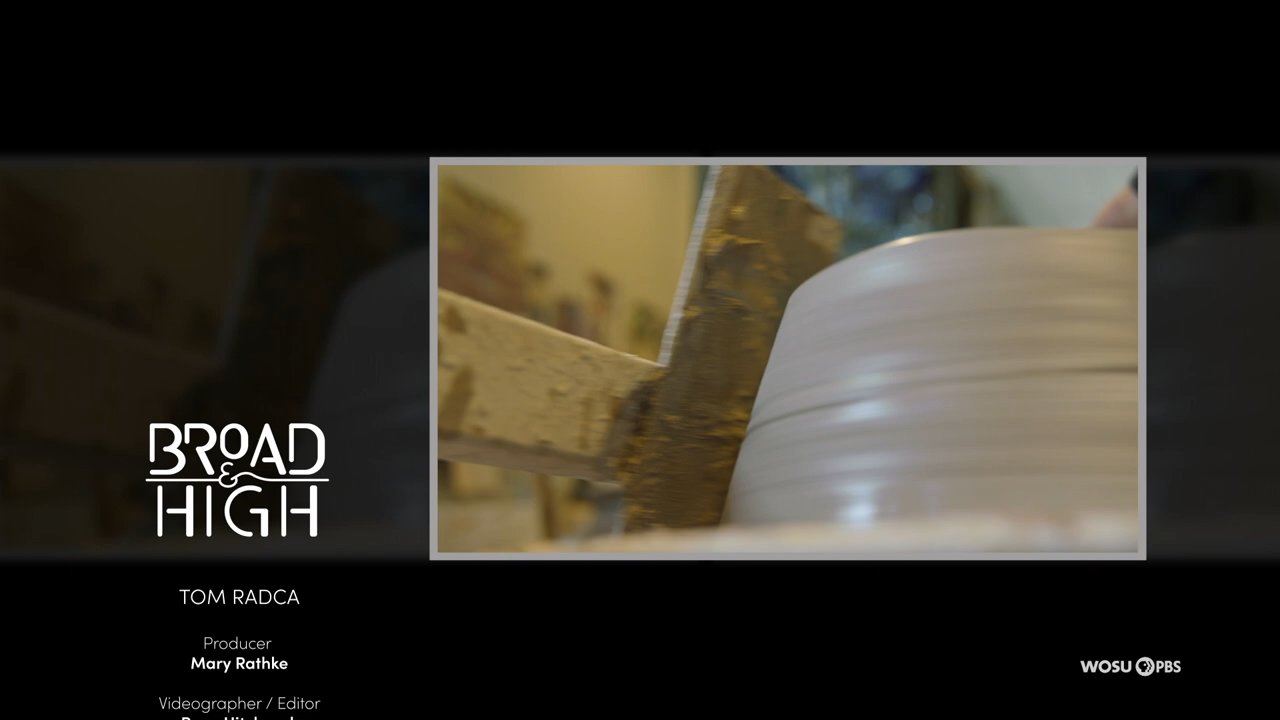 BROAD
&
HIGH
TOM RADCA
Producer
Mary Rathke
Videographer / Editor
WOSU PBS